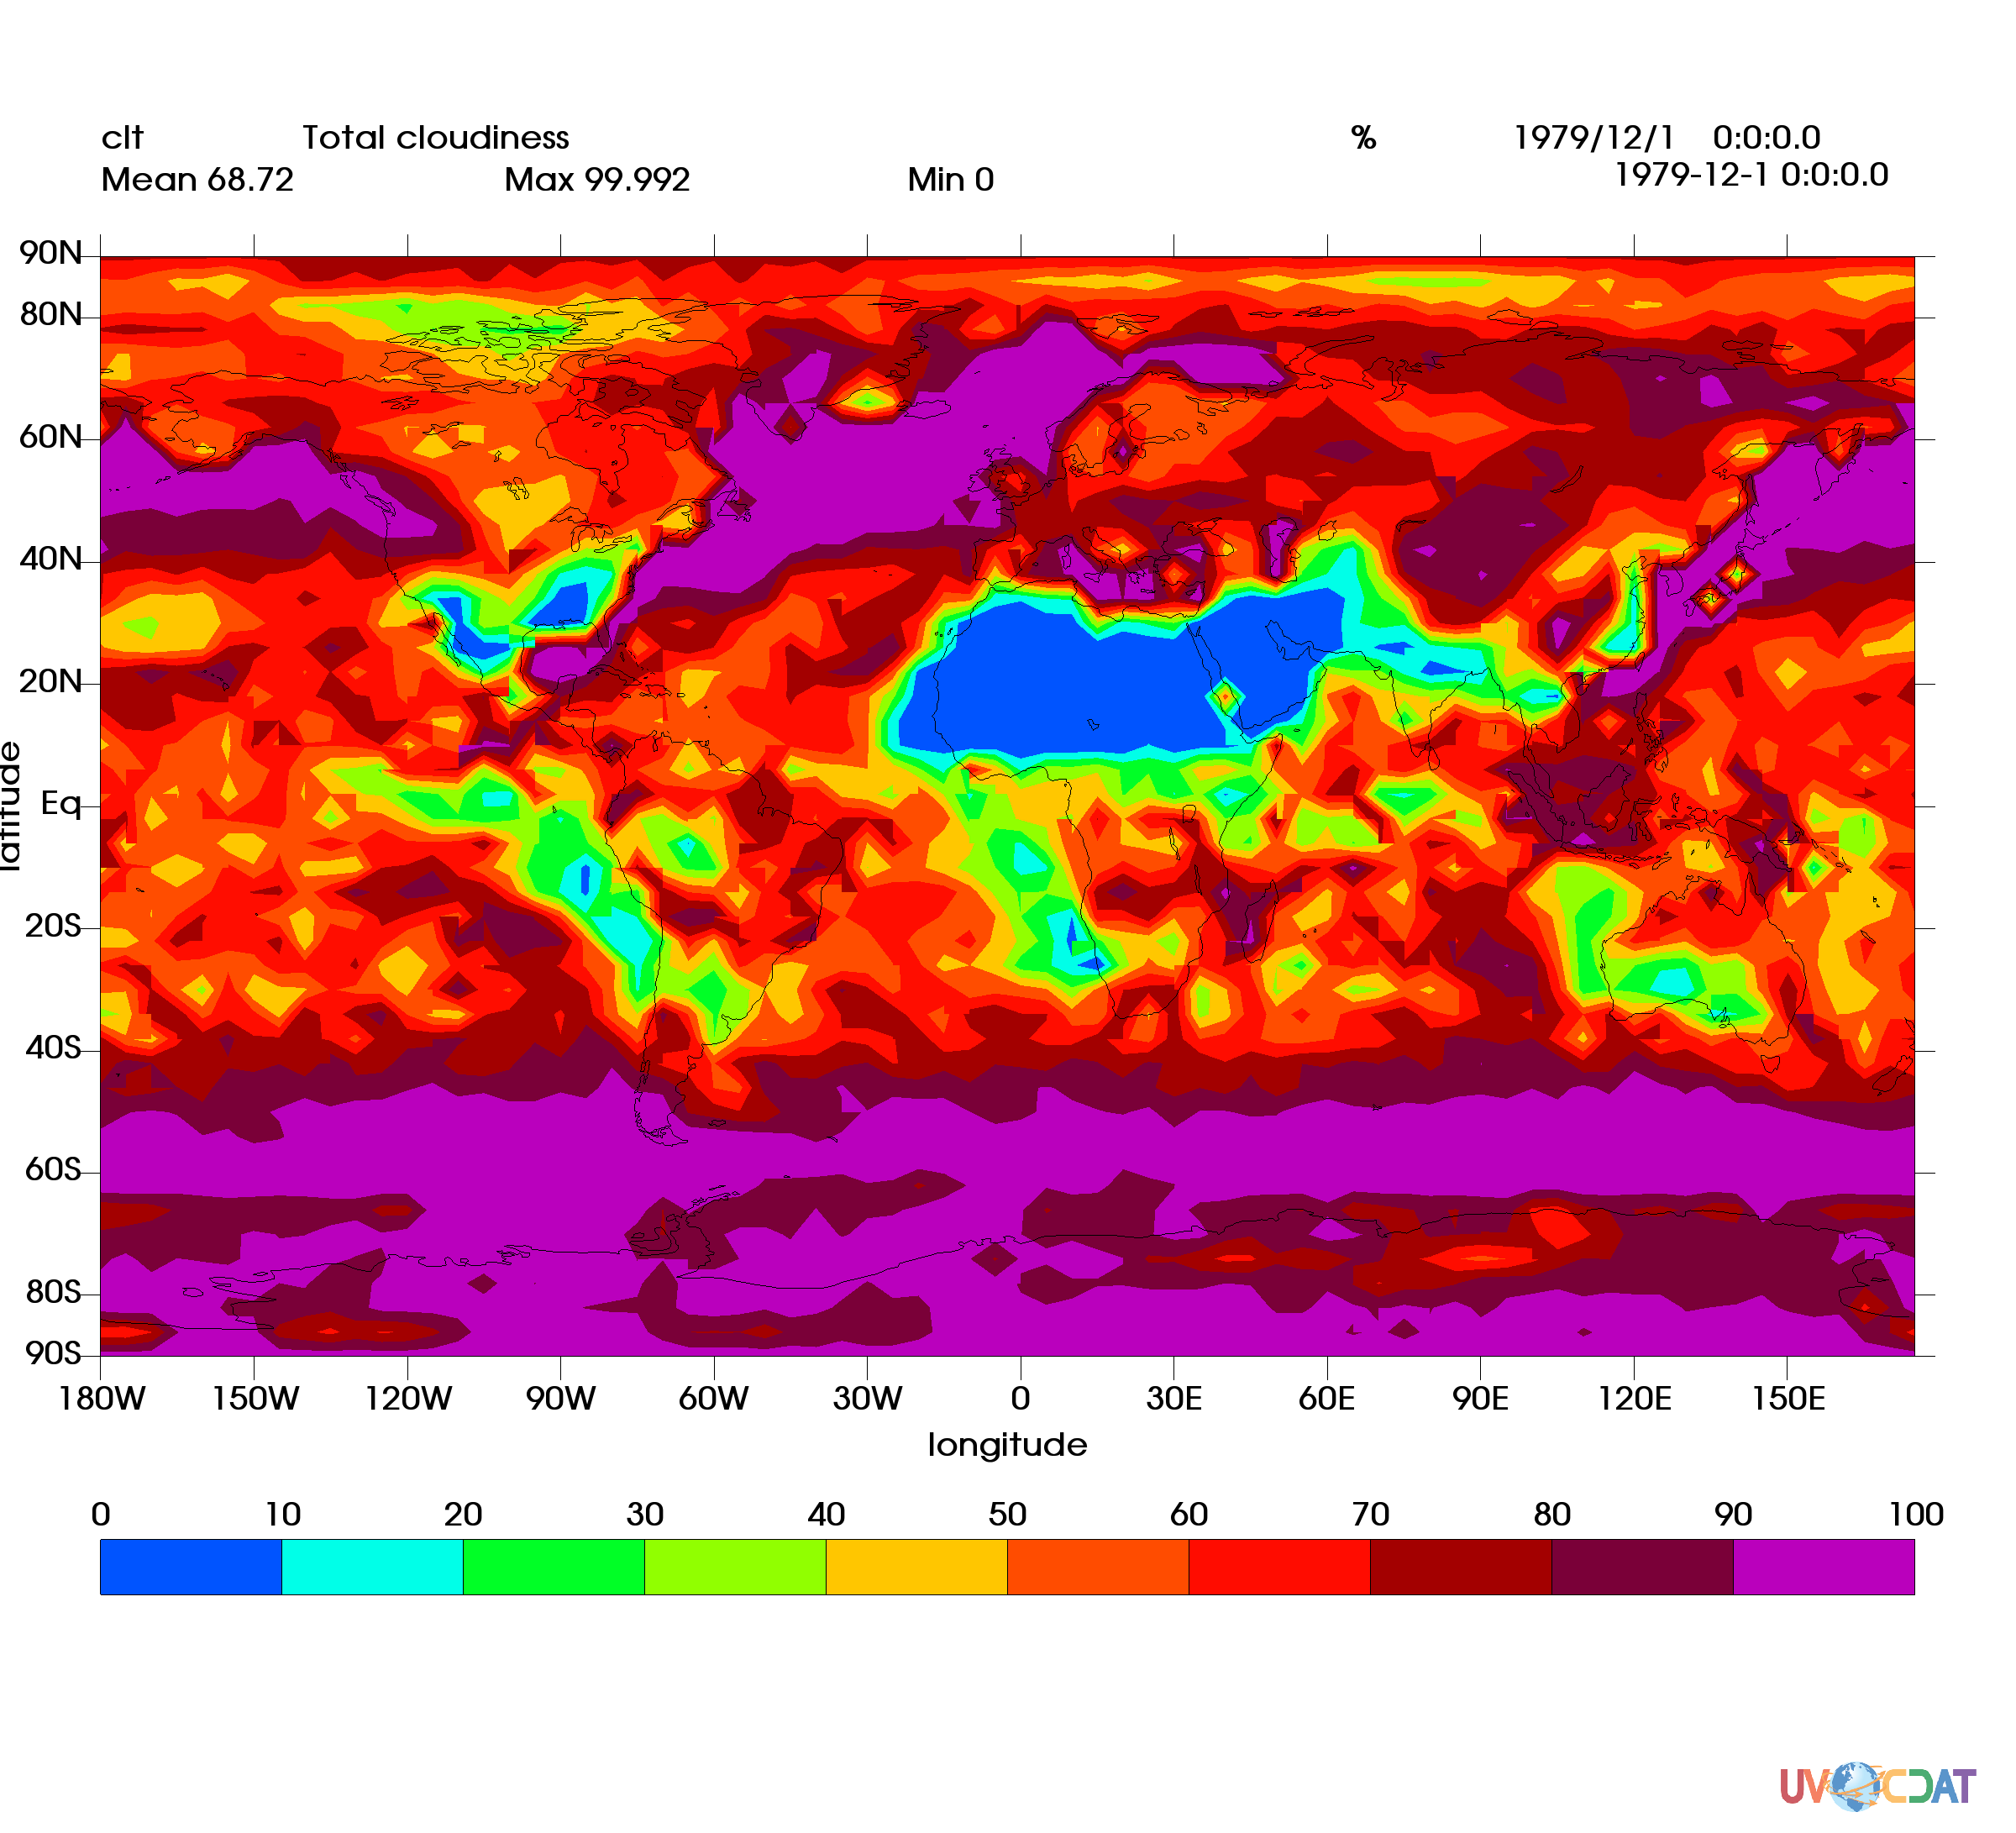 clt Total cloudiness % 1979/12/1 0:0:0.0
Mean 68.72 Max 99.992 Min 0 1979-12-1 0:0:0.0
90N
80N
60N
40N
20N
Eq
20S
40S
60S
80S
90S
latitude
180W 150W 120W 90W 60W 30W 0 30E 60E 90E 120E 150E
longitude
0 10 20 30 40 50 60 70 80 90 100
UV CDAT